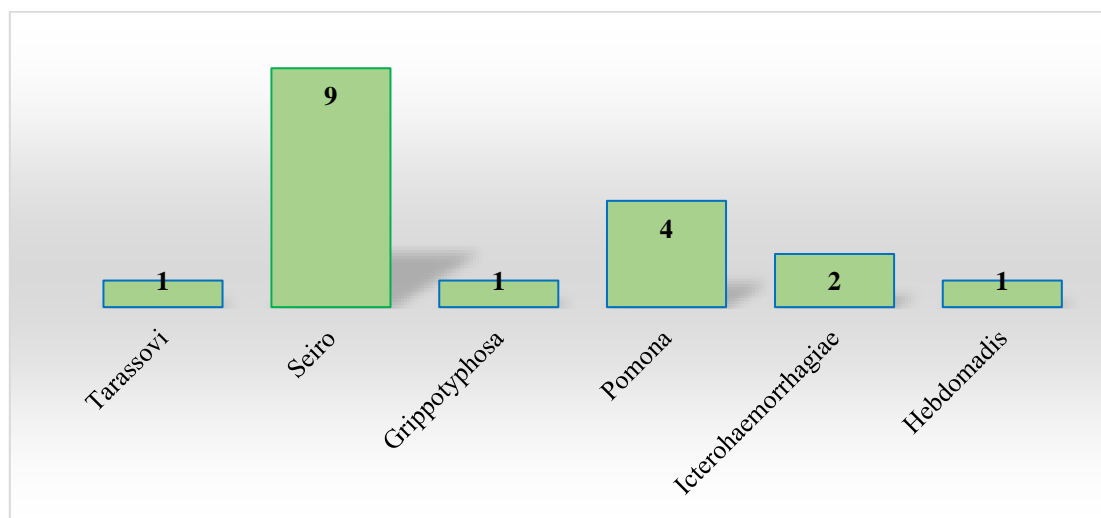 1
9
1
4
2
1
Tarassovi
Seiro
Grippotyphosa
Pomona
Icterohaemorrhagiae
Hebdomadis